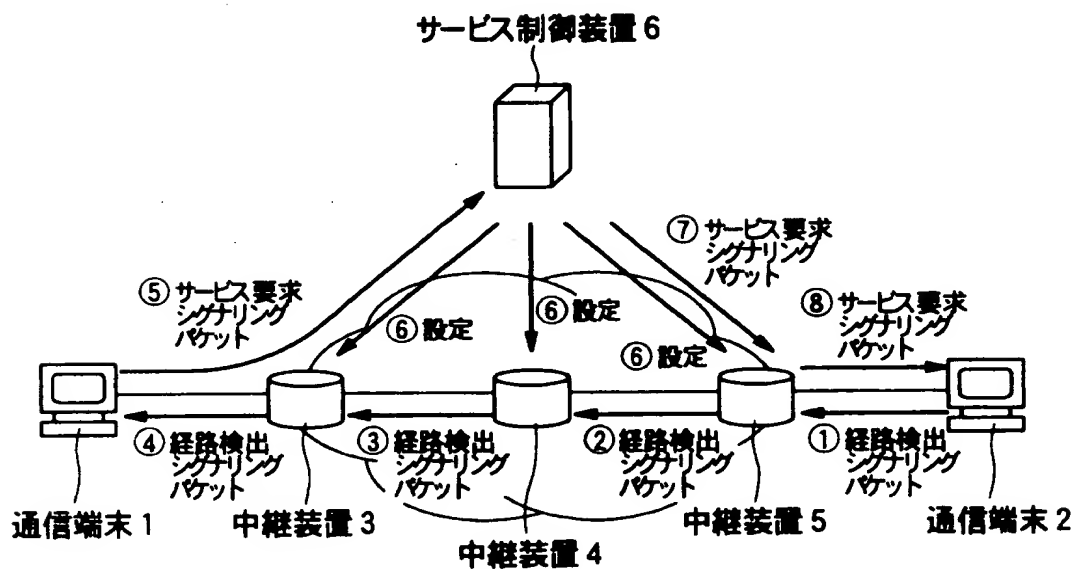 サービス制御装置6
⑦ サービス要求
シグナリング
パケット
⑤ サービス要求
シグナリング
パケット
⑥ 設定
⑥ 設定
⑥ 設定
⑧ サービス要求
シグナリング
パケット
④ 経路検出
シグナリング
パケット
③ 経路検出
シグナリング
パケット
② 経路検出
シグナリング
パケット
① 経路検出
シグナリング
パケット
通信端末1
中継装置3
中継装置4
中継装置5
通信端末2